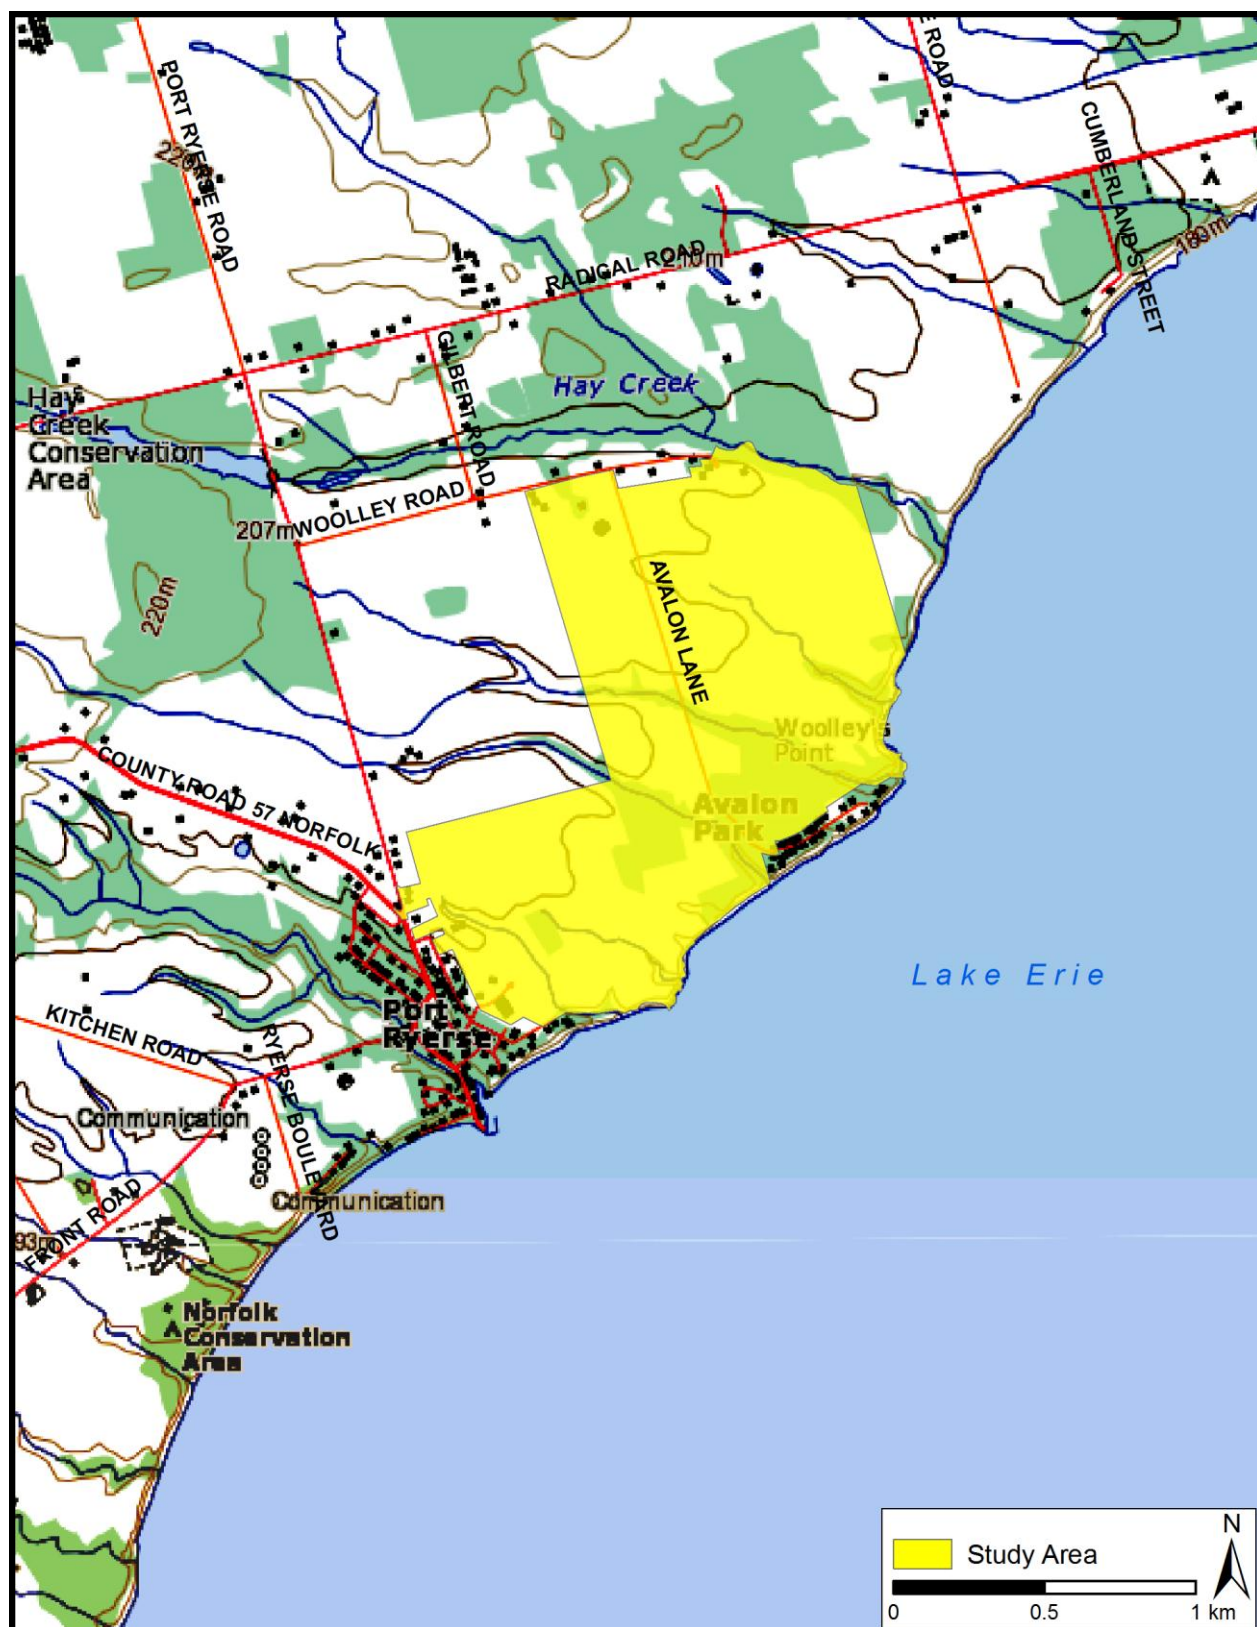 E ROAD
PORT RYERSE ROAD
CUMBERLAND STREET
180m
RADICAL ROAD
210m
GILBERT ROAD
Hay Creek
Hay
Creek
Conservation
Area
WOOLLEY ROAD
207m
220m
AVALON LANE
Woolley's
Point
COUNTY ROAD 57 NORFOLK
Avalon
Park
Lake Erie
Port
Ryerse
KITCHEN ROAD
RYERSE BOULEVARD
Communication
Communication
FRONT ROAD
93m
Norfolk
Conservation
Area
N
Study Area
0 0.5 1 km